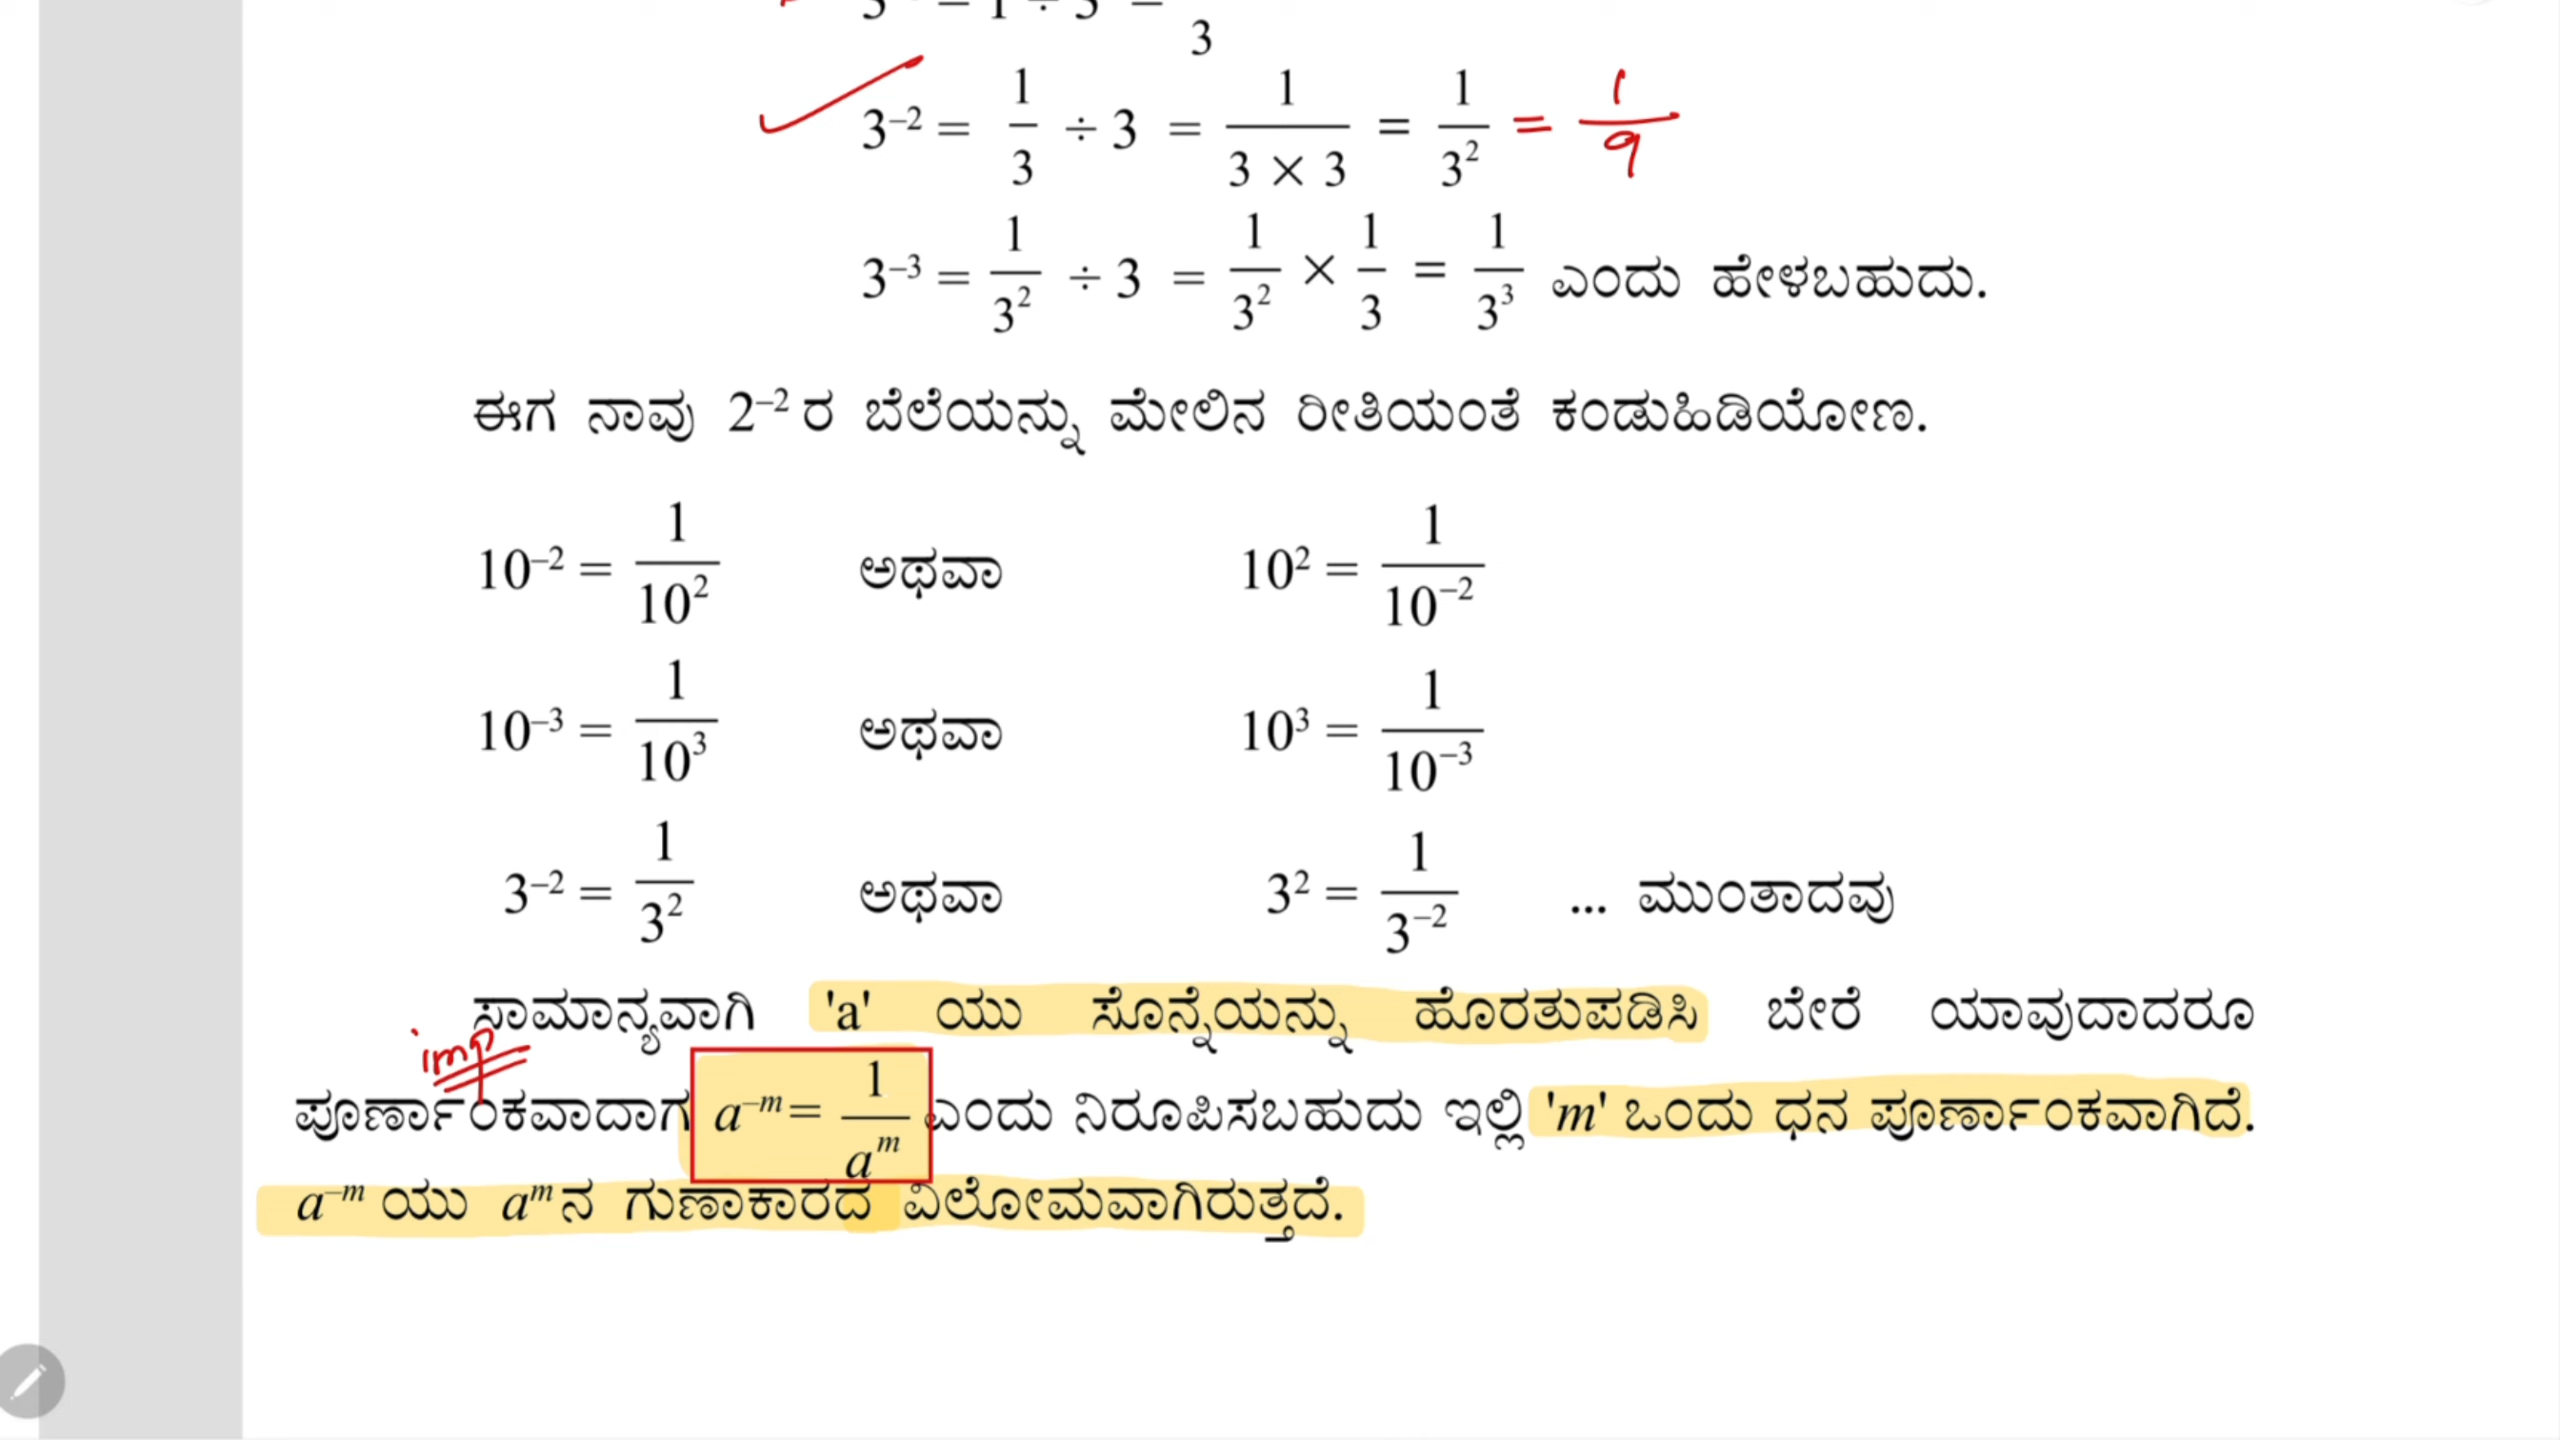 3
3⁻² = 1/3 ÷ 3 = 1/(3 × 3) = 1/3² = 1/9
3⁻³ = 1/3² ÷ 3 = 1/3² × 1/3 = 1/3³ ಎಂದು ಹೇಳಬಹುದು.
ಈಗ ನಾವು 2⁻² ರ ಬೆಲೆಯನ್ನು ಮೇಲಿನ ರೀತಿಯಂತೆ ಕಂಡುಹಿಡಿಯೋಣ.
10⁻² = 1/10² ಅಥವಾ 10² = 1/10⁻²
10⁻³ = 1/10³ ಅಥವಾ 10³ = 1/10⁻³
3⁻² = 1/3² ಅಥವಾ 3² = 1/3⁻² ... ಮುಂತಾದವು
ಸಾಮಾನ್ಯವಾಗಿ 'a' ಯು ಸೊನ್ನೆಯನ್ನು ಹೊರತುಪಡಿಸಿ ಬೇರೆ ಯಾವುದಾದರೂ
imp
ಪೂರ್ಣಾಂಕವಾದಾಗ a⁻ᵐ = 1/aᵐ ಎಂದು ನಿರೂಪಿಸಬಹುದು ಇಲ್ಲಿ 'm' ಒಂದು ಧನ ಪೂರ್ಣಾಂಕವಾಗಿದೆ.
a⁻ᵐ ಯು aᵐ ನ ಗುಣಾಕಾರದ ವಿಲೋಮವಾಗಿರುತ್ತದೆ.